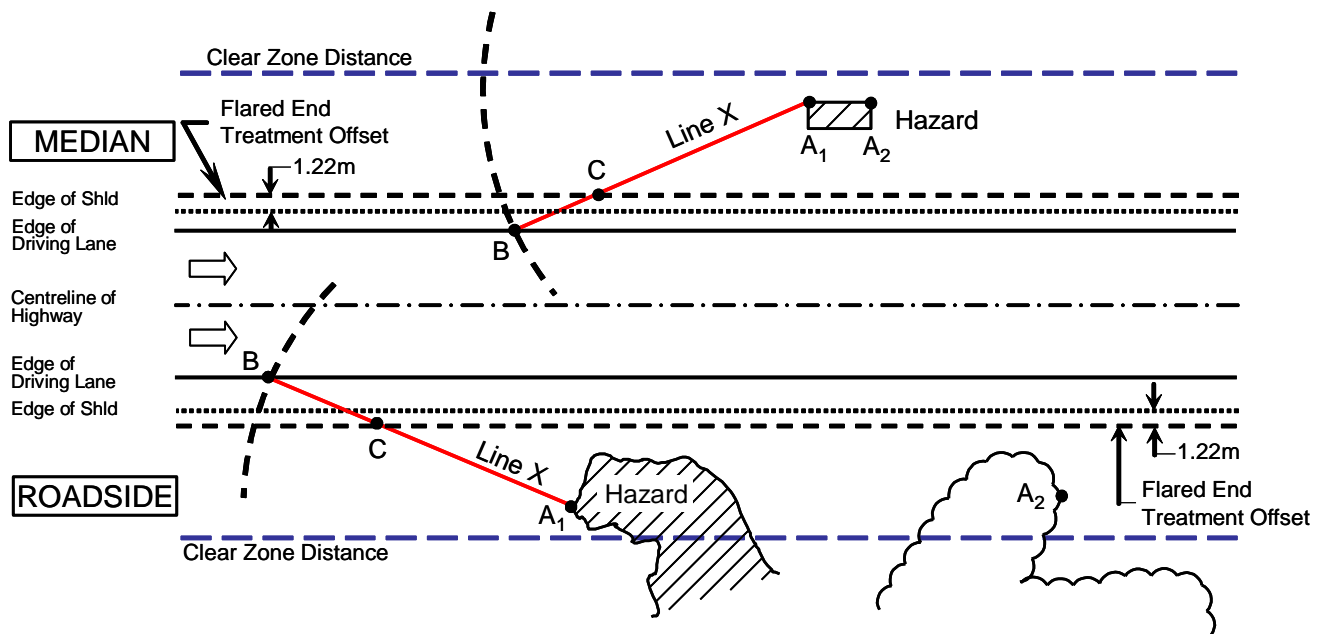 Clear Zone Distance
Flared End
Treatment Offset
MEDIAN
1.22m
Line X
Hazard
A1
A2
C
Edge of Shld
Edge of
Driving Lane
B
Centreline of
Highway
B
Edge of
Driving Lane
Edge of Shld
C
1.22m
Line X
Hazard
A1
A2
ROADSIDE
Flared End
Treatment Offset
Clear Zone Distance